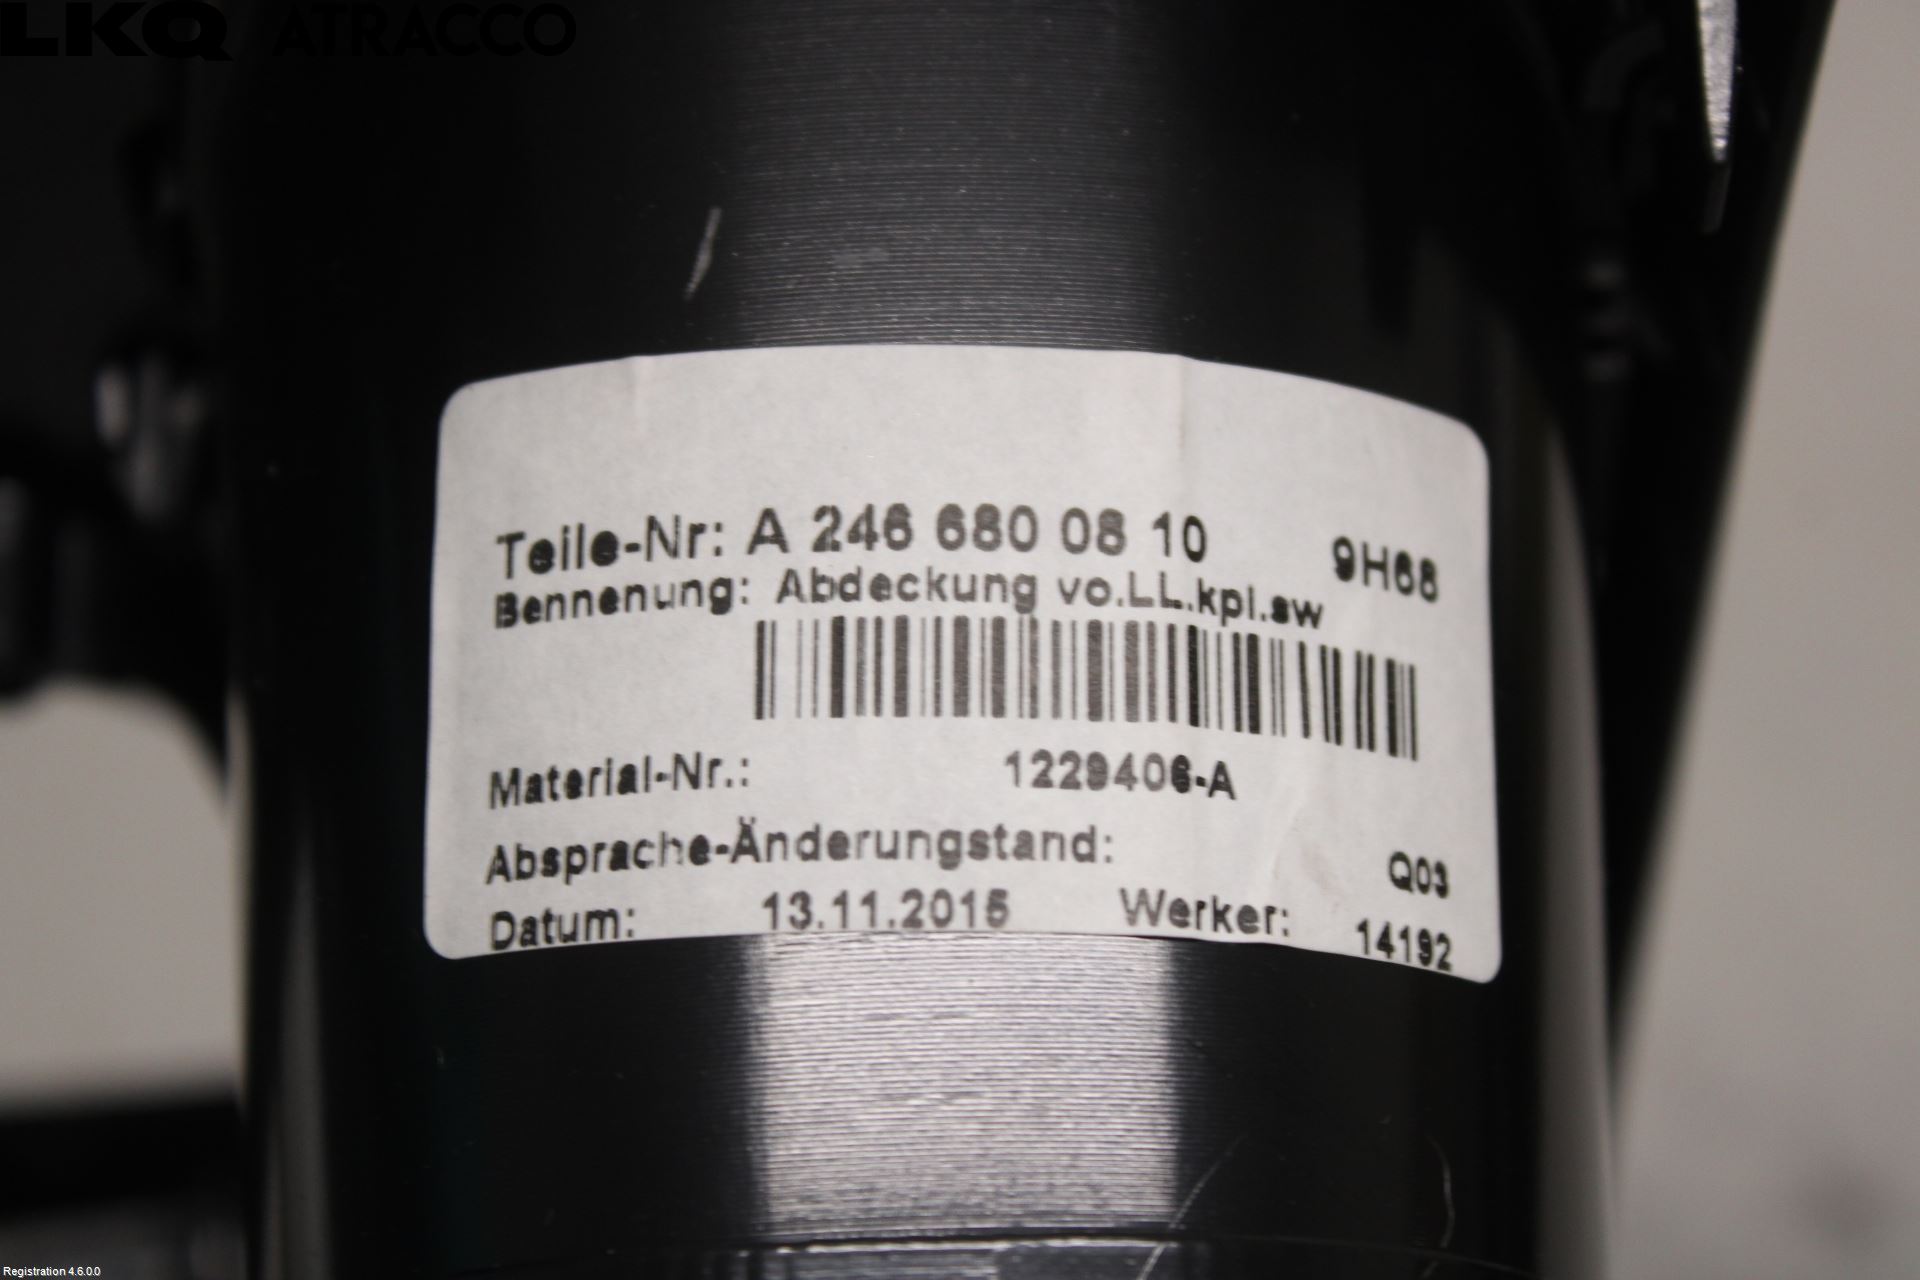 LKQ ATRACCO
Teile-Nr: A 246 680 08 10 9H68
Bennenung: Abdeckung vo.LL.kpl.sw
Material-Nr.: 1229406-A
Absprache-Änderungstand: Q03
Datum: 13.11.2015 Werker: 14192
Registration 4.6.0.0